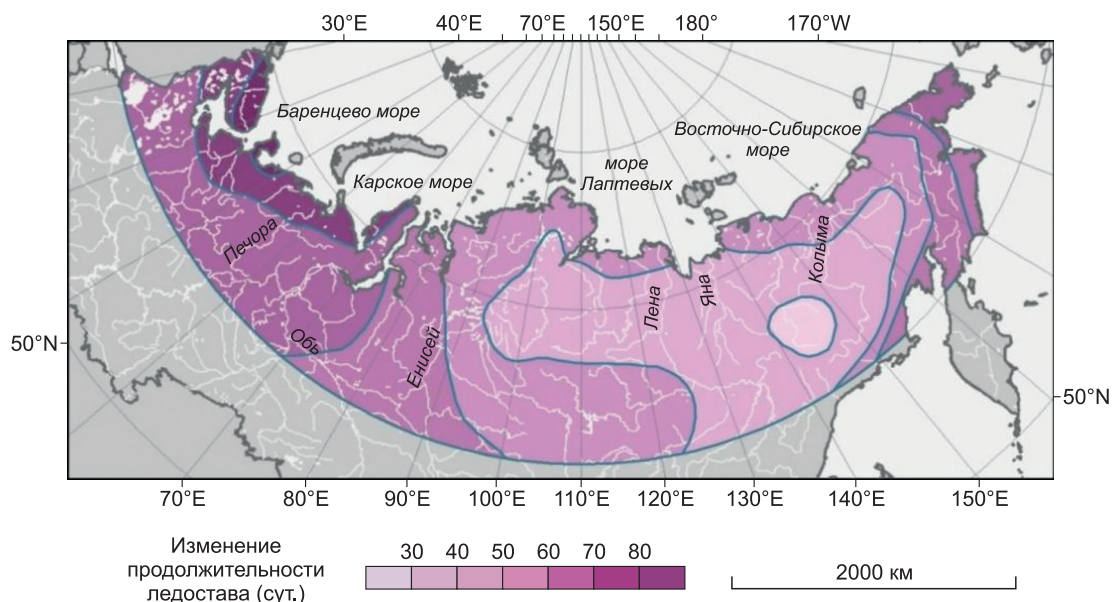 30°E 40°E 70°E 150°E 180° 170°W
Баренцево море
Восточно-Сибирское
море
море
Лаптевых
Карское море
Печора
Колыма
Яна
Лена
Обь
Енисей
50°N
50°N
70°E 80°E 90°E 100°E 110°E 120°E 130°E 140°E 150°E
Изменение
продолжительности
ледостава (сут.)
30 40 50 60 70 80
2000 км